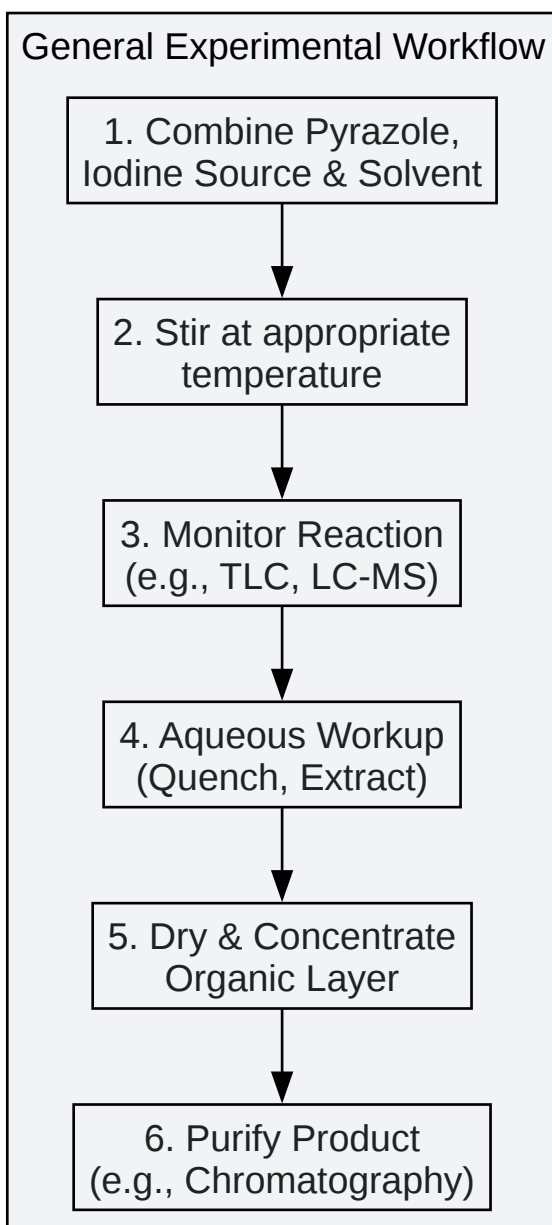 General Experimental Workflow
1. Combine Pyrazole,
Iodine Source & Solvent
2. Stir at appropriate
temperature
3. Monitor Reaction
(e.g., TLC, LC-MS)
4. Aqueous Workup
(Quench, Extract)
5. Dry & Concentrate
Organic Layer
6. Purify Product
(e.g., Chromatography)